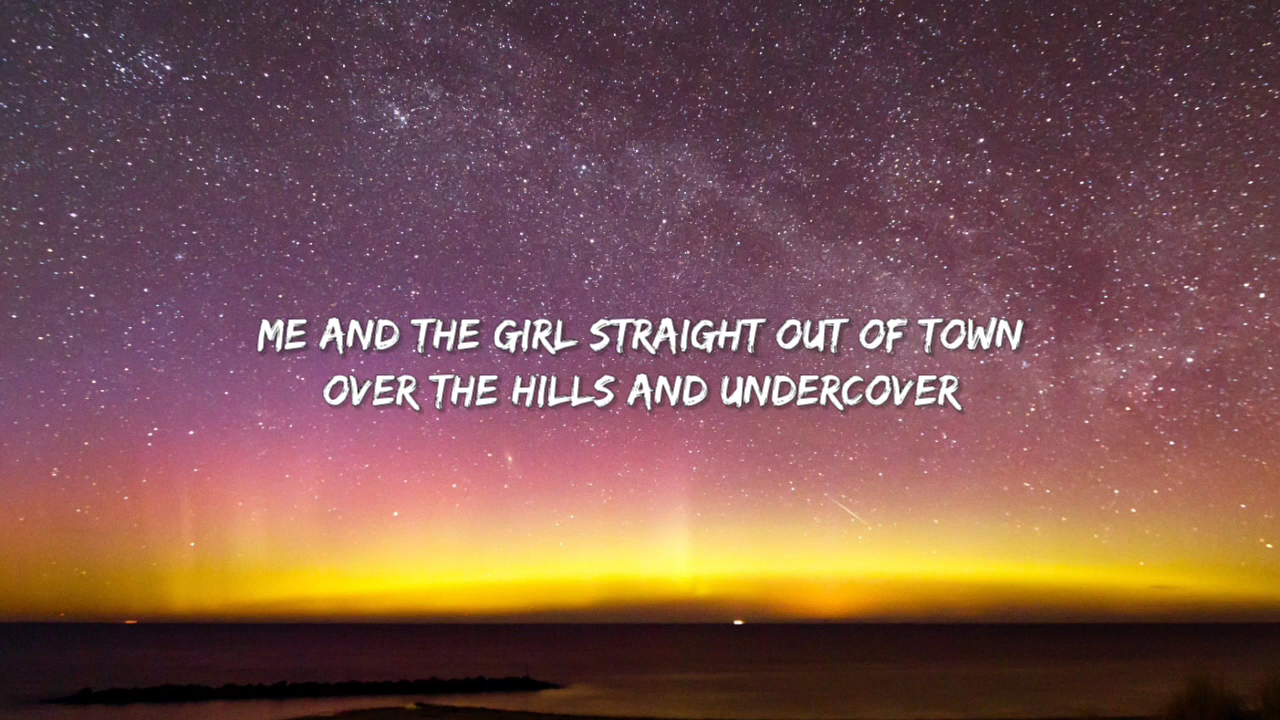 ME AND THE GIRL STRAIGHT OUT OF TOWN
OVER THE HILLS AND UNDERCOVER